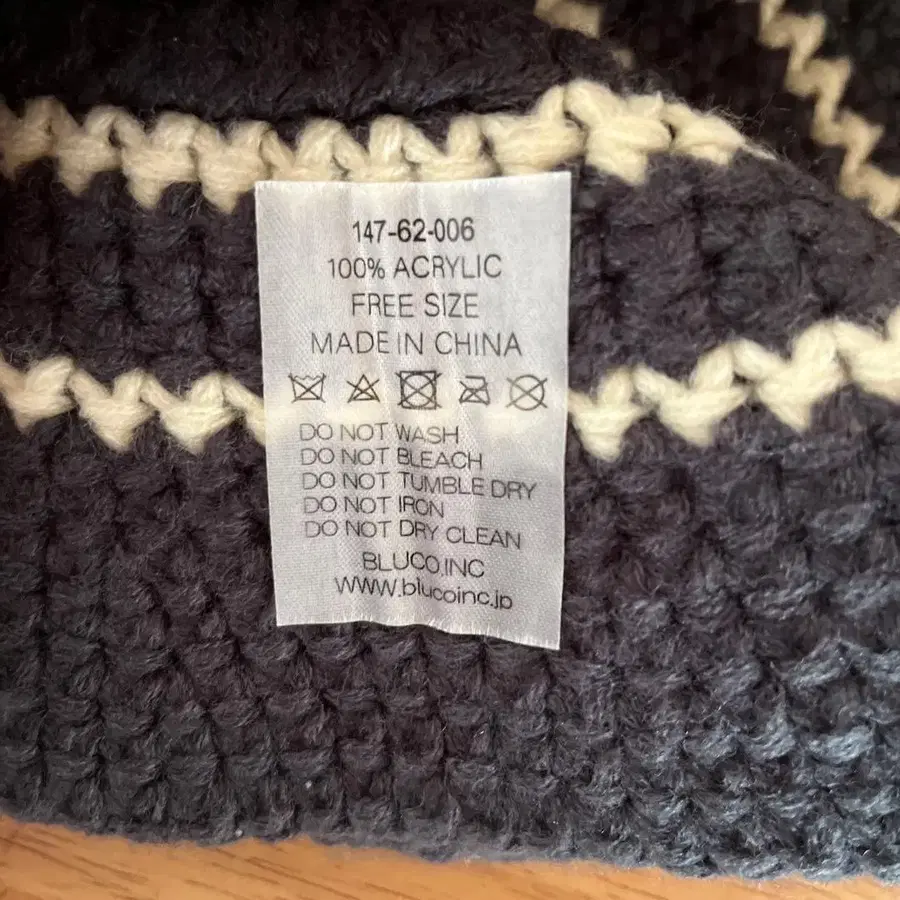 147-62-006
100% ACRYLIC
FREE SIZE
MADE IN CHINA
DO NOT WASH
DO NOT BLEACH
DO NOT TUMBLE DRY
DO NOT IRON
DO NOT DRY CLEAN
BLUCO.INC
www.blucoinc.jp